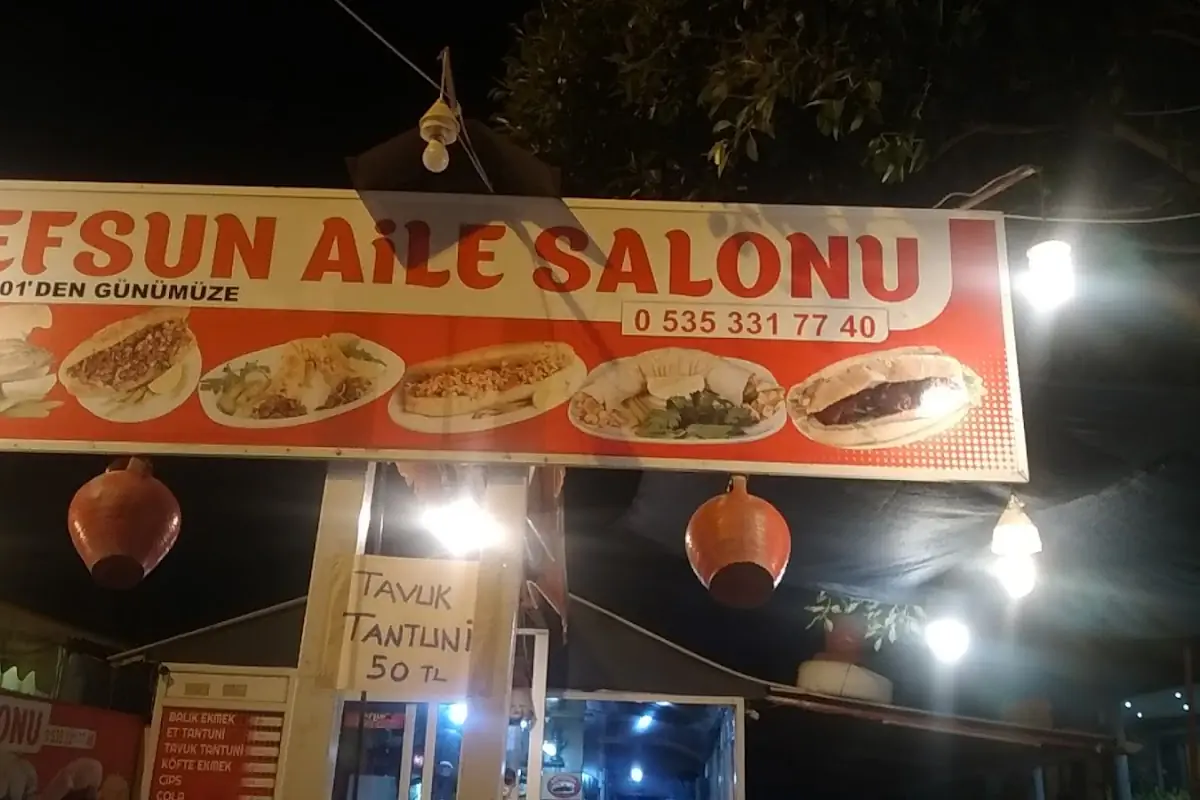 EFSUN AiLE SALONU
01'DEN GÜNÜMÜZE
0 535 331 77 40
TAVUK
TANTUNİ
50 TL
ONU
BALIK EKMEK
ET TANTUNİ
TAVUK TANTUNİ
KÖFTE EKMEK
CIPS
COLA